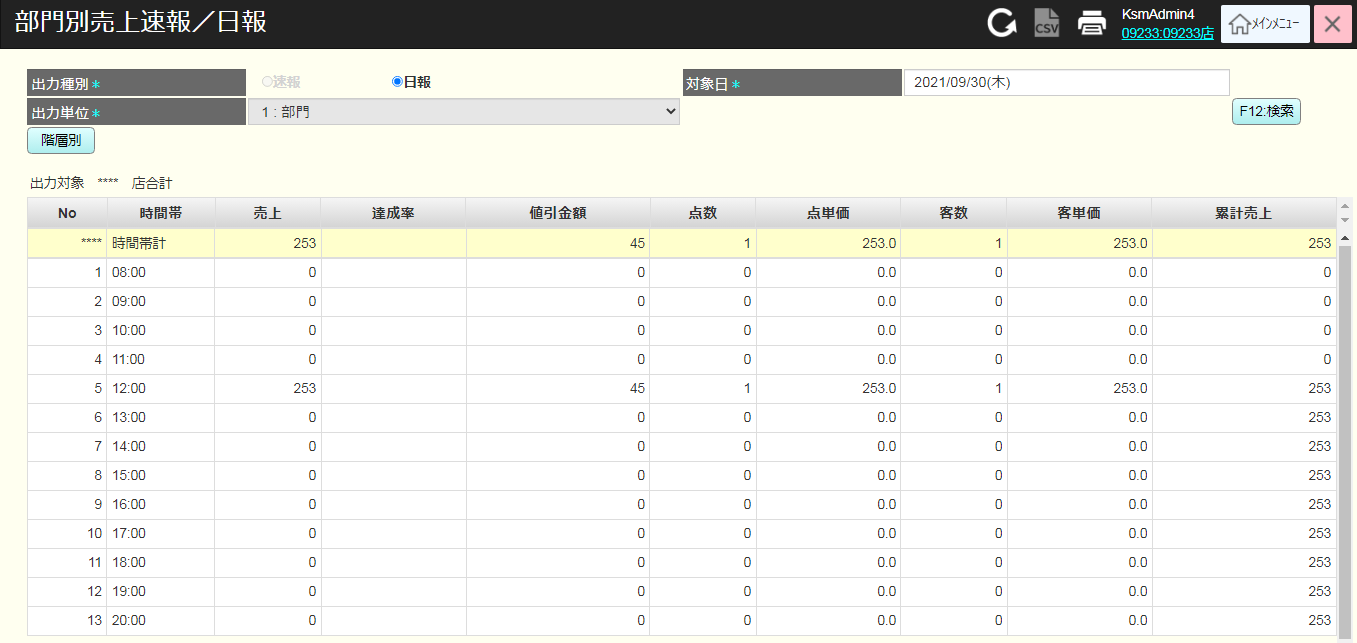 部門別売上速報／日報
CSV
KsmAdmin4
09233:09233店
ﾒｲﾝﾒﾆｭｰ
出力種別＊ 速報 日報 対象日＊ 2021/09/30(木)
出力単位＊ 1 : 部門 F12:検索
階層別
出力対象 **** 店合計
No 時間帯 売上 達成率 値引金額 点数 点単価 客数 客単価 累計売上
**** 時間帯計 253 45 1 253.0 1 253.0 253
1 08:00 0 0 0 0.0 0 0.0 0
2 09:00 0 0 0 0.0 0 0.0 0
3 10:00 0 0 0 0.0 0 0.0 0
4 11:00 0 0 0 0.0 0 0.0 0
5 12:00 253 45 1 253.0 1 253.0 253
6 13:00 0 0 0 0.0 0 0.0 253
7 14:00 0 0 0 0.0 0 0.0 253
8 15:00 0 0 0 0.0 0 0.0 253
9 16:00 0 0 0 0.0 0 0.0 253
10 17:00 0 0 0 0.0 0 0.0 253
11 18:00 0 0 0 0.0 0 0.0 253
12 19:00 0 0 0 0.0 0 0.0 253
13 20:00 0 0 0 0.0 0 0.0 253